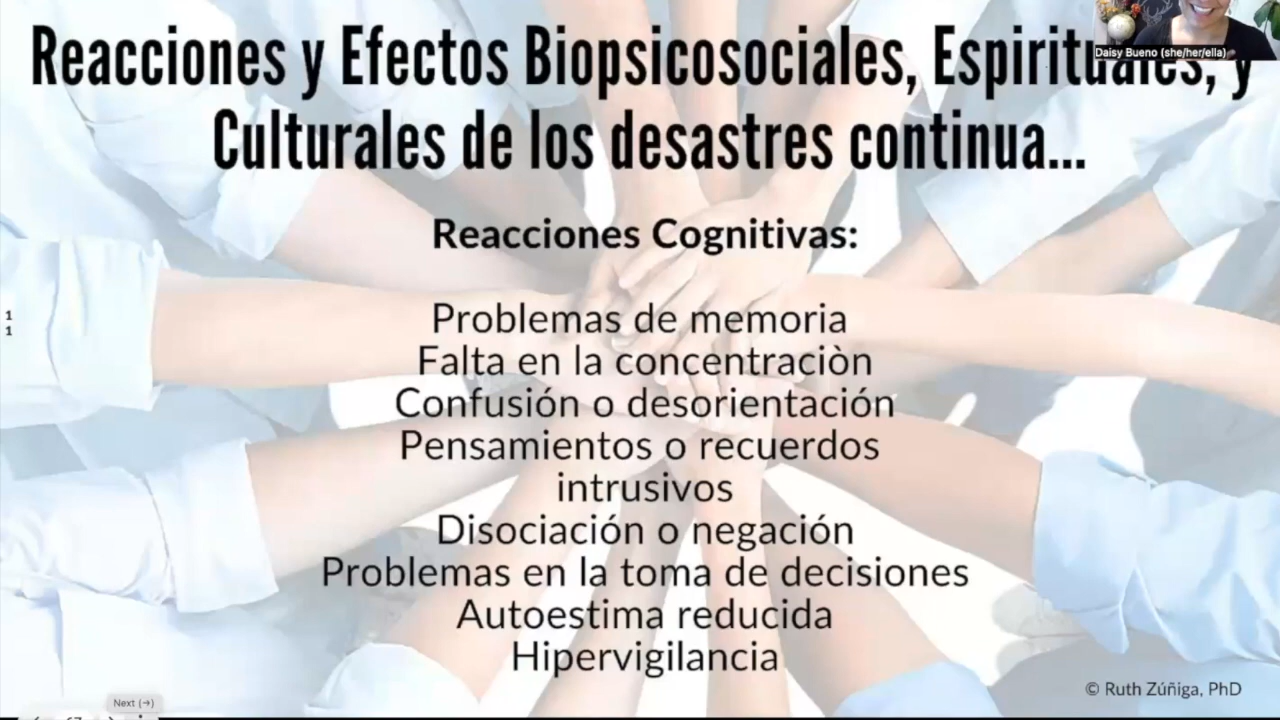 Reacciones y Efectos Biopsicosociales, Espirituales, y
Daisy Bueno (she/her/ella)
Culturales de los desastres continua...
Reacciones Cognitivas:
Problemas de memoria
Falta en la concentraciòn
Confusión o desorientación
Pensamientos o recuerdos
intrusivos
Disociación o negación
Problemas en la toma de decisiones
Autoestima reducida
Hipervigilancia
1
1
© Ruth Zúñiga, PhD
Next (→)